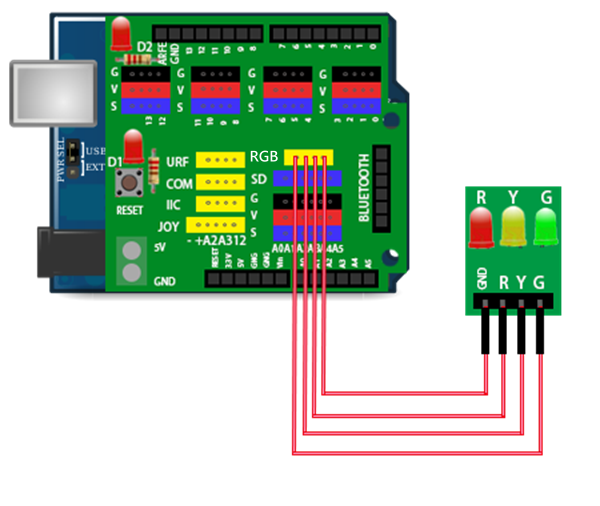 D2
ARFE
GND
13 12 11 10 9 8
7 6 5 4 3 2 1 0
G G G G
V V V V
S S S S
13 12
11 10 9 8
7 6 5 4
3 2 1 0
PWR SEL
USB
EXT
D1
URF
RGB
COM
SD
IIC
G
V
S
JOY
- +A2A312
RESET
BLUETOOTH
5V
GND
RESET 3.3V 5V GND GND Vin A0 A1 A2 A3 A4 A5
R Y G
GND R Y G